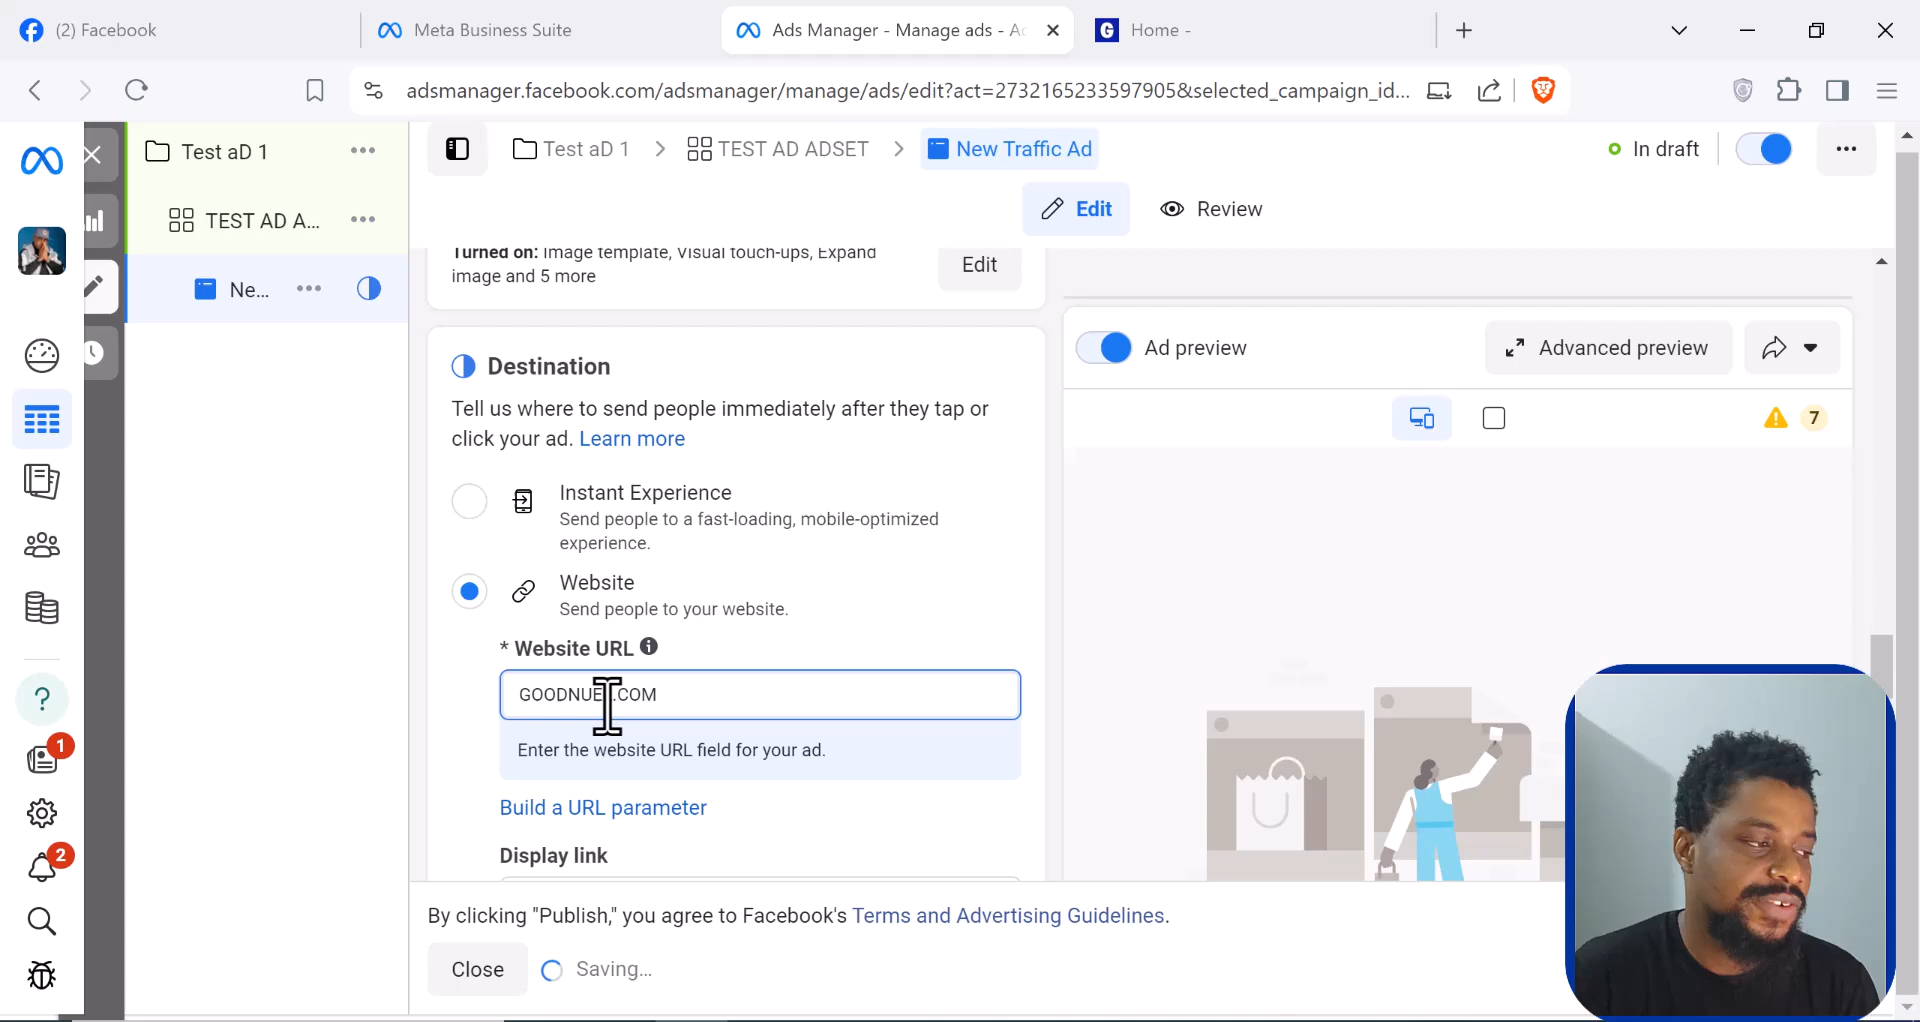 (2) Facebook
Meta Business Suite
Ads Manager - Manage ads - Ac
G Home -
adsmanager.facebook.com/adsmanager/manage/ads/edit?act=2732165233597905&selected_campaign_id...
Test aD 1
Test aD 1 > TEST AD ADSET > New Traffic Ad
In draft
TEST AD A...
Edit
Review
Ne...
Turned on: Image template, Visual touch-ups, Expand
image and 5 more
Edit
Destination
Tell us where to send people immediately after they tap or
click your ad. Learn more
Instant Experience
Send people to a fast-loading, mobile-optimized
experience.
Website
Send people to your website.
* Website URL
.COM
Enter the website URL field for your ad.
Build a URL parameter
Display link
Ad preview
Advanced preview
7
1
2
By clicking "Publish," you agree to Facebook's Terms and Advertising Guidelines.
Close
Saving...